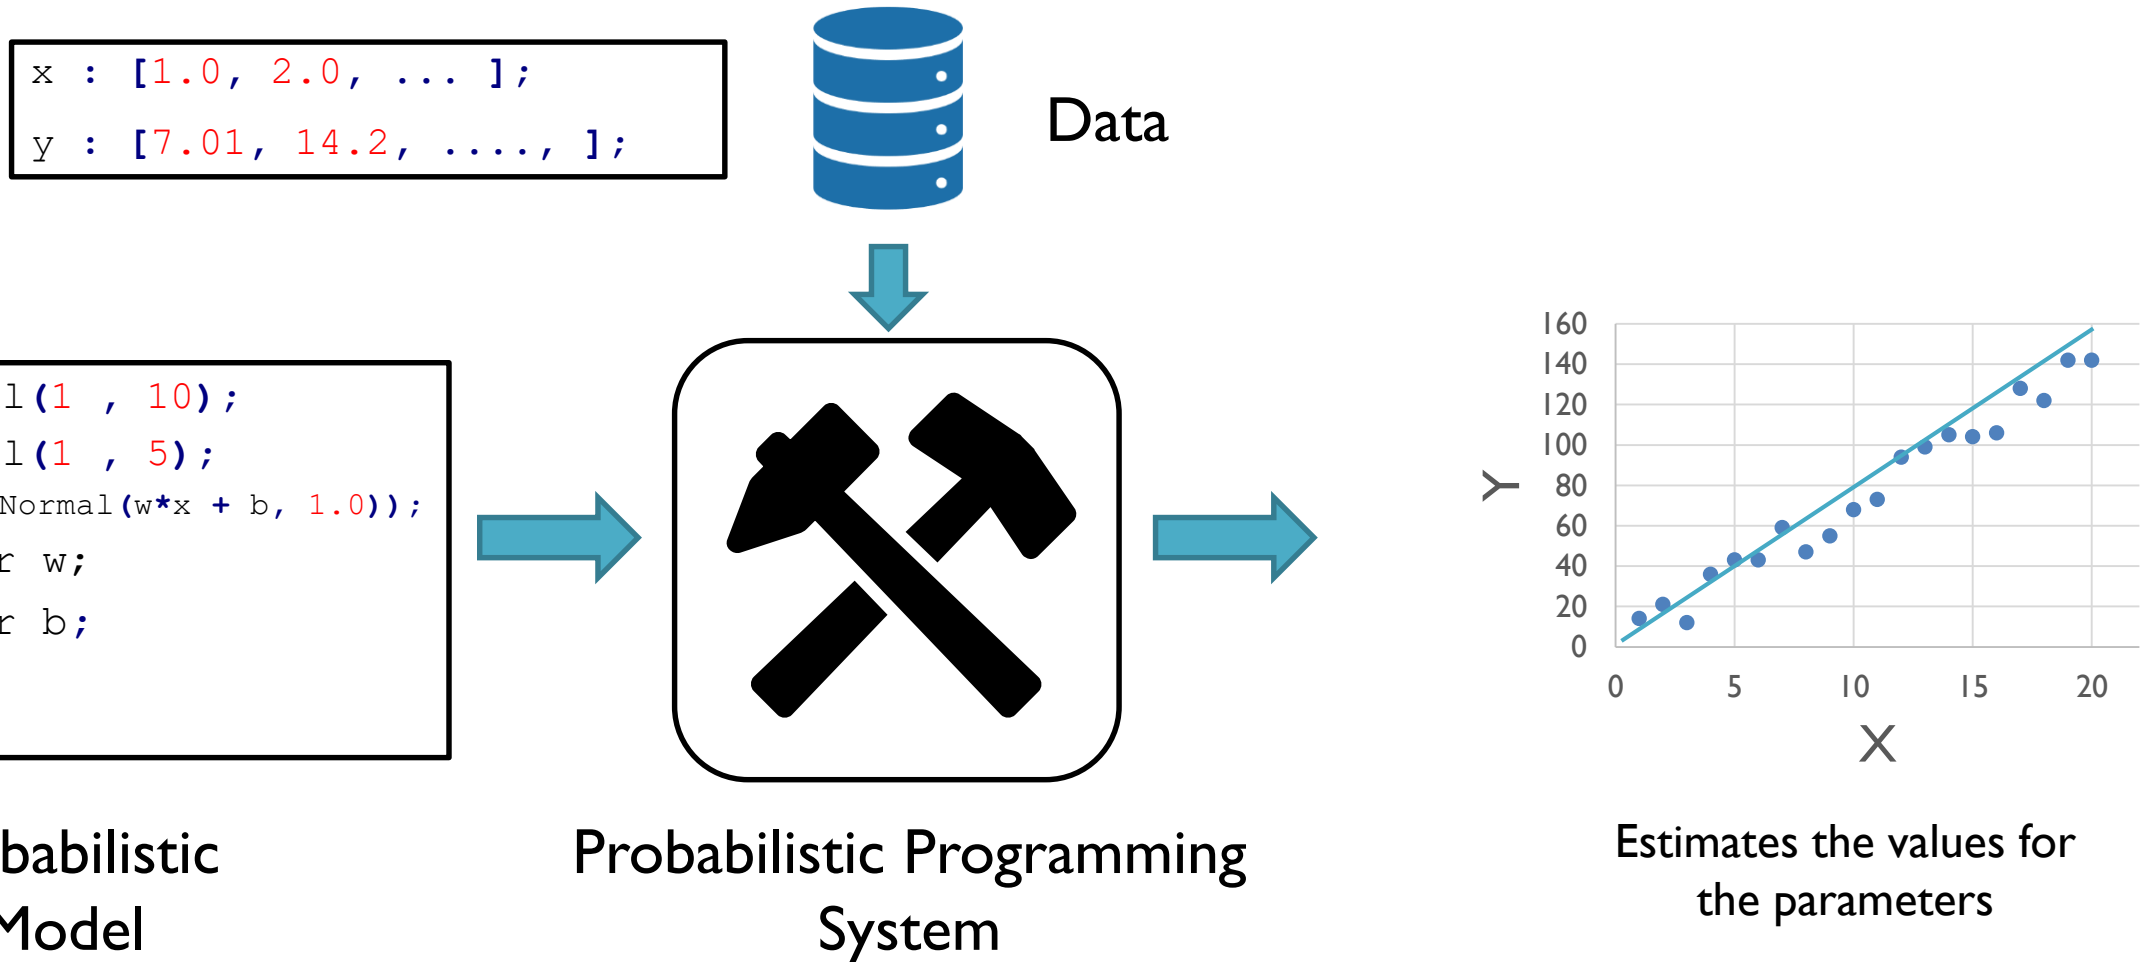 x : [1.0, 2.0, ... ];
y : [7.01, 14.2, ...., ];
Data
l(1 , 10);
l(1 , 5);
Normal(w*x + b, 1.0));
r w;
r b;
babilistic
Model
Probabilistic Programming
System
160
140
120
100
80
60
40
20
0
Y
0 5 10 15 20
X
Estimates the values for
the parameters